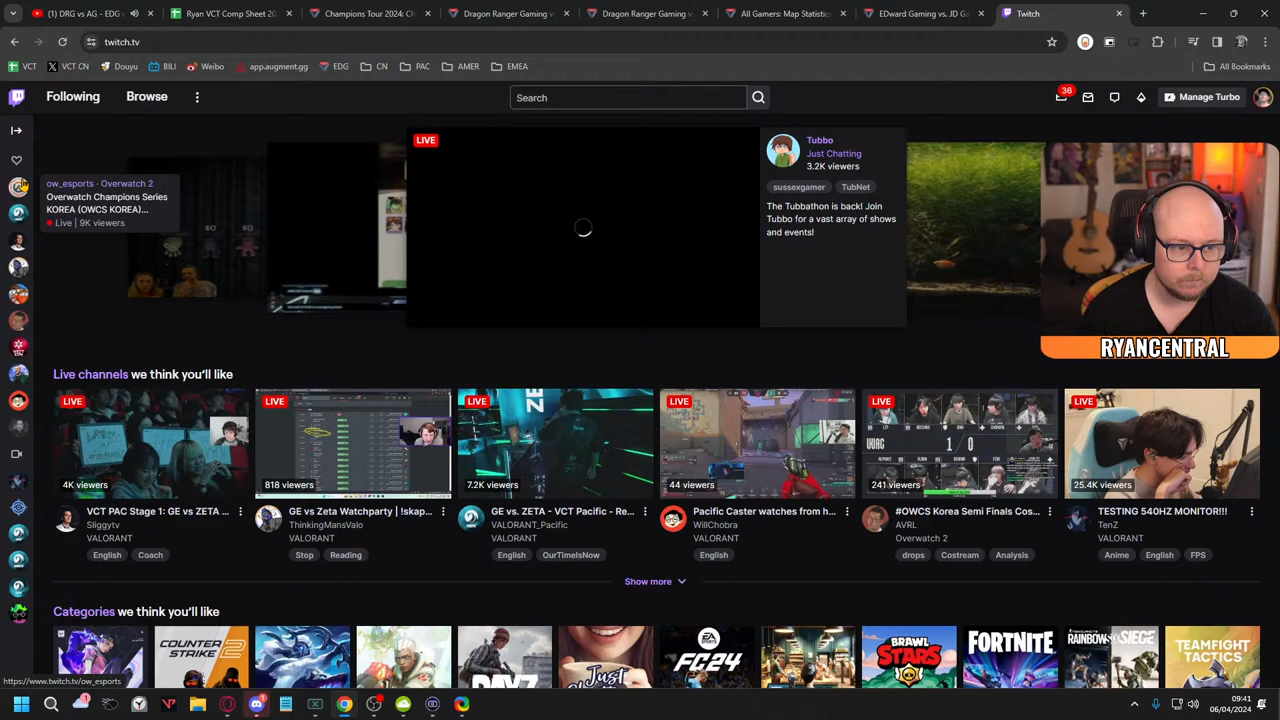 (1) DRG vs AG - EDG vs
Ryan VCT Comp Sheet 2
Champions Tour 2024: C
Dragon Ranger Gaming v
Dragon Ranger Gaming v
All Gamers: Map Statistics
EDward Gaming vs. JD Ga
Twitch
twitch.tv
VCT
VCT CN
Douyu
BILI
Weibo
app.augment.gg
EDG
CN
PAC
AMER
EMEA
All Bookmarks
Following
Browse
Search
36
Manage Turbo
LIVE
Tubbo
Just Chatting
3.2K viewers
sussexgamer
TubNet
The Tubbathon is back! Join
Tubbo for a vast array of shows
and events!
ow_esports · Overwatch 2
Overwatch Champions Series
KOREA (OWCS KOREA)...
Live | 9K viewers
RYANCENTRAL
Live channels we think you'll like
LIVE
4K viewers
VCT PAC Stage 1: GE vs ZETA ...
Sliggytv
VALORANT
English
Coach
LIVE
818 viewers
GE vs Zeta Watchparty | !skap...
ThinkingMansValo
VALORANT
Stop
Reading
LIVE
7.2K viewers
GE vs. ZETA - VCT Pacific - Re...
VALORANT_Pacific
VALORANT
English
OurTimeIsNow
LIVE
44 viewers
Pacific Caster watches from h...
WillChobra
VALORANT
English
LIVE
1 / 0
241 viewers
#OWCS Korea Semi Finals Cos...
AVRL
Overwatch 2
drops
Costream
Analysis
LIVE
25.4K viewers
TESTING 540HZ MONITOR!!!
TenZ
VALORANT
Anime
English
FPS
Show more
Categories we think you'll like
COUNTER
STRIKE 2
DAYZ
Just
EA
SPORTS
FC24
BRAWL
STARS
FORTNITE
RAINBOW
SIEGE
TEAMFIGHT
TACTICS
https://www.twitch.tv/ow_esports
09:41
06/04/2024